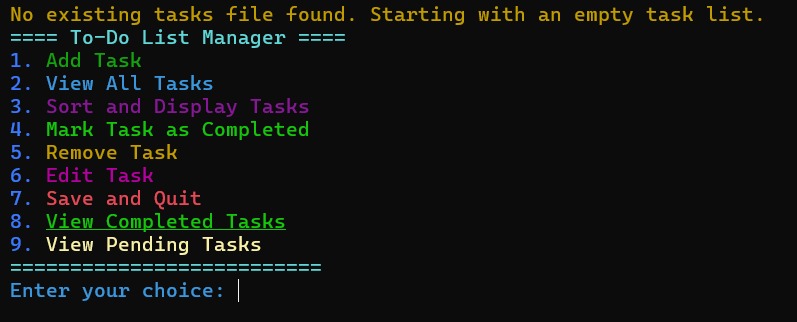 No existing tasks file found. Starting with an empty task list.
==== To-Do List Manager ====
1. Add Task
2. View All Tasks
3. Sort and Display Tasks
4. Mark Task as Completed
5. Remove Task
6. Edit Task
7. Save and Quit
8. View Completed Tasks
9. View Pending Tasks
==========================
Enter your choice: